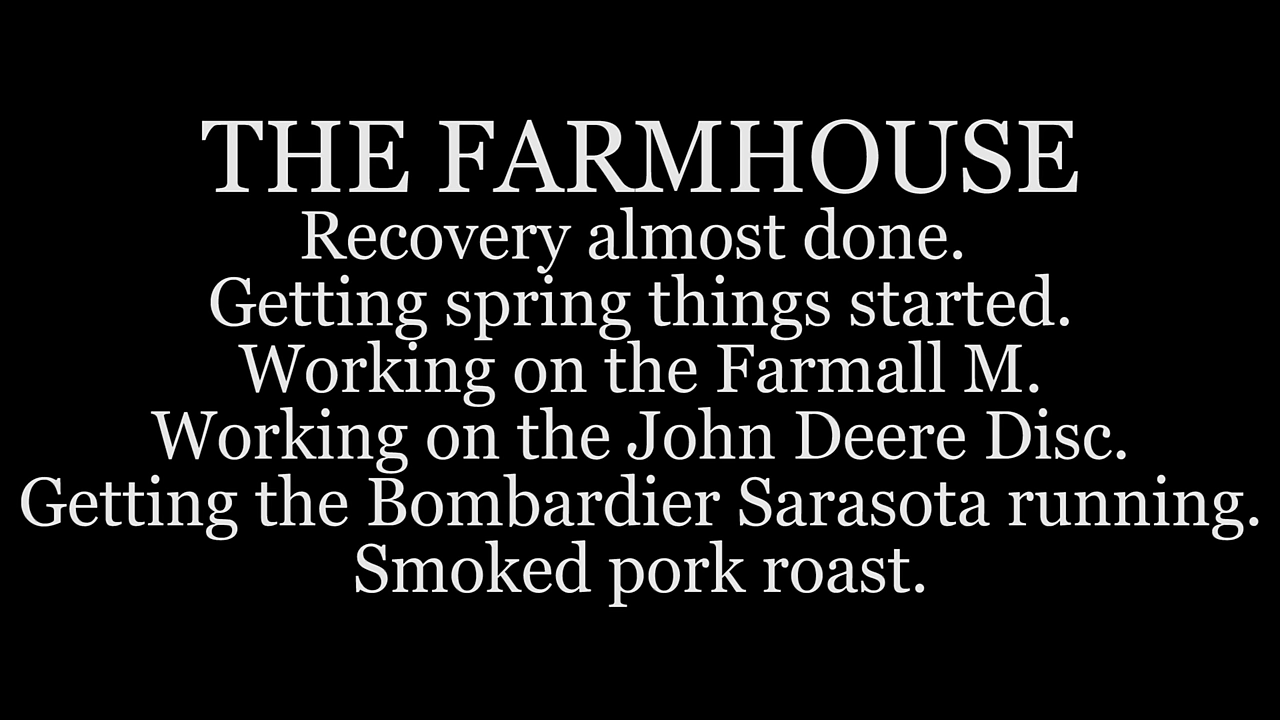 THE FARMHOUSE
Recovery almost done.
Getting spring things started.
Working on the Farmall M.
Working on the John Deere Disc.
Getting the Bombardier Sarasota running.
Smoked pork roast.